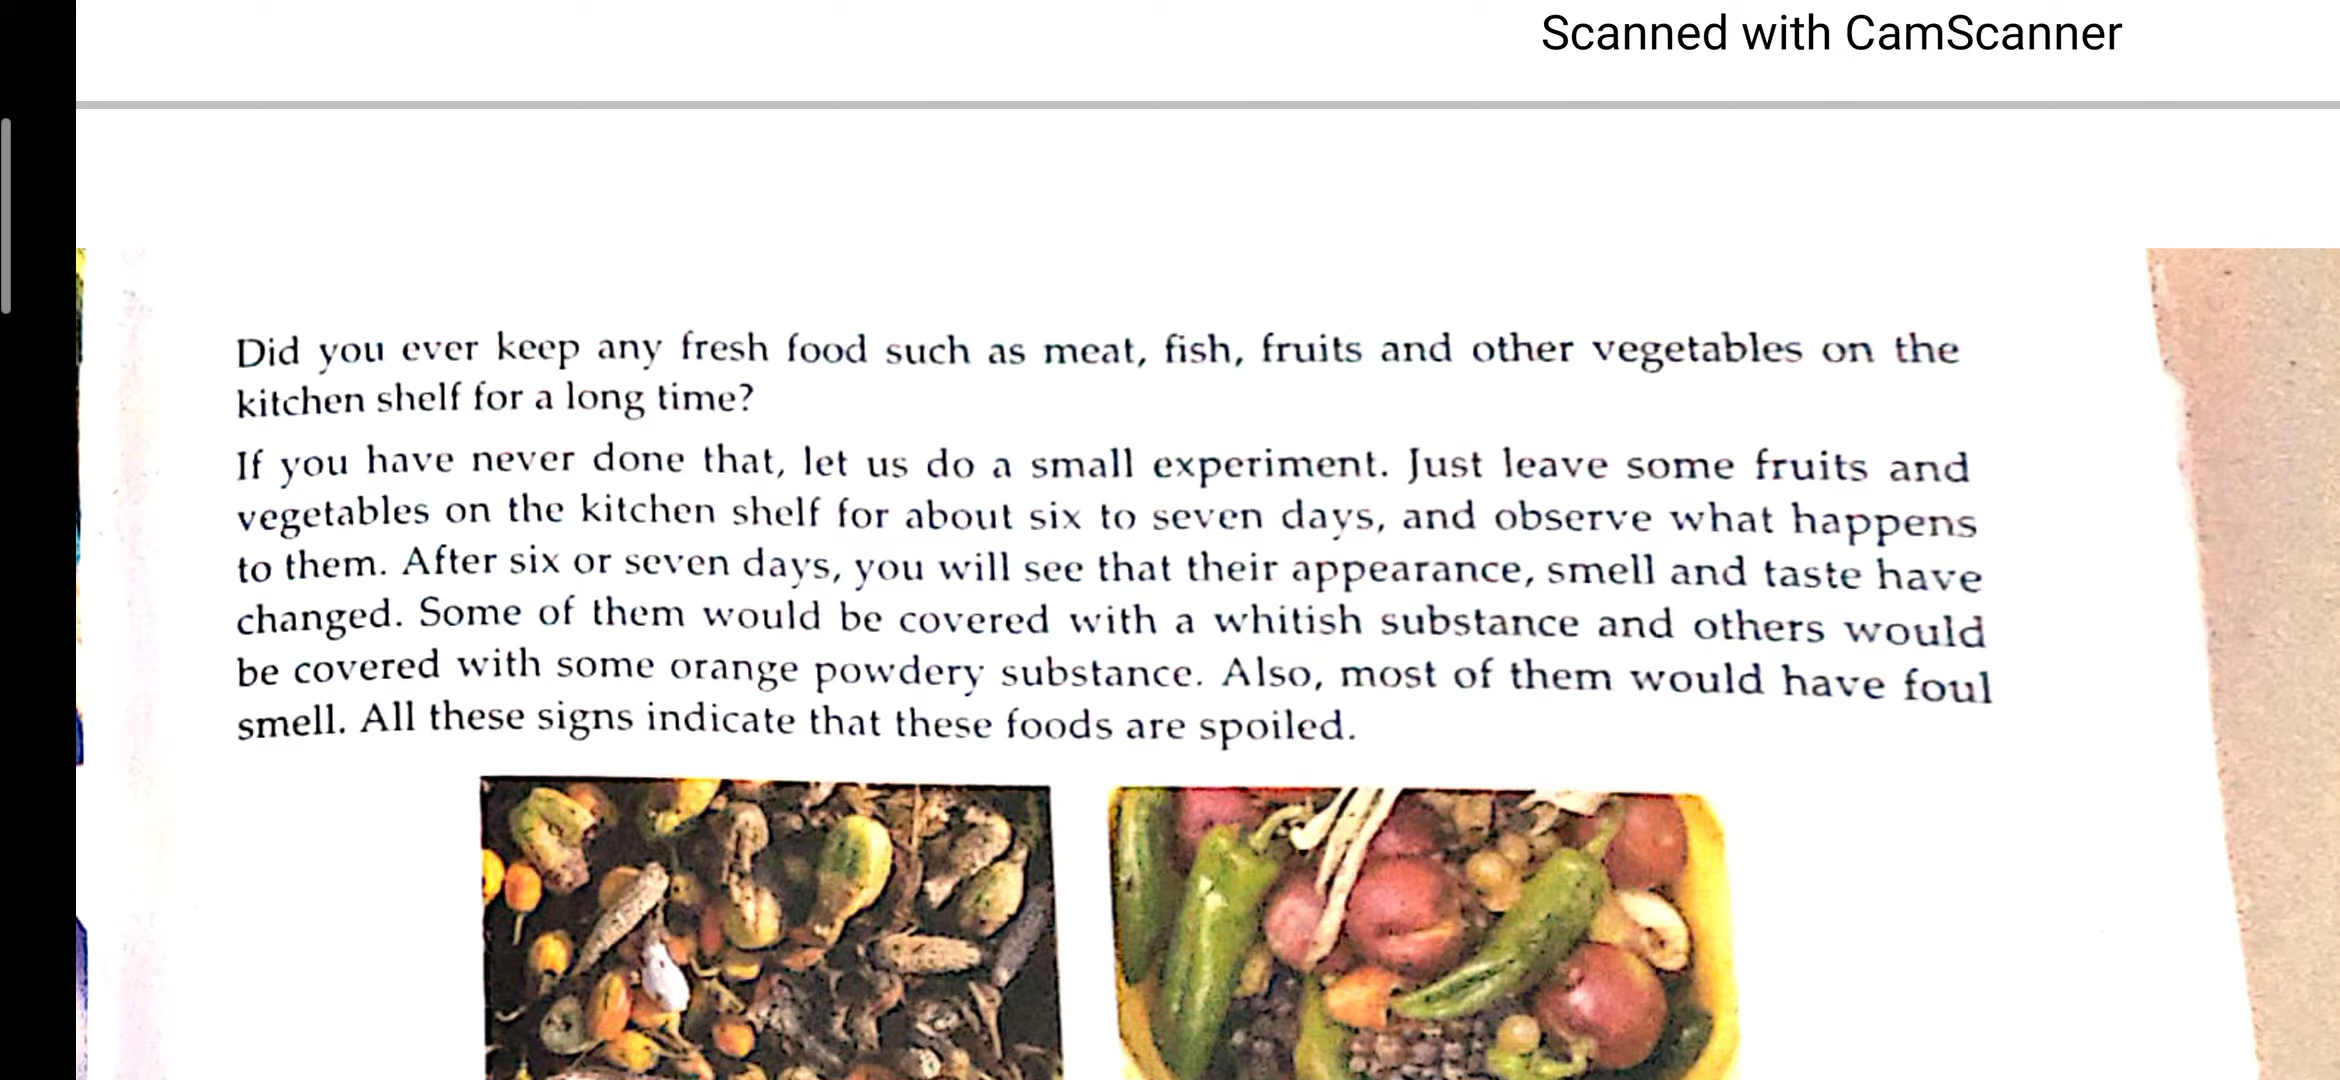 Scanned with CamScanner
Did you ever keep any fresh food such as meat, fish, fruits and other vegetables on the
kitchen shelf for a long time?
If you have never done that, let us do a small experiment. Just leave some fruits and
vegetables on the kitchen shelf for about six to seven days, and observe what happens
to them. After six or seven days, you will see that their appearance, smell and taste have
changed. Some of them would be covered with a whitish substance and others would
be covered with some orange powdery substance. Also, most of them would have foul
smell. All these signs indicate that these foods are spoiled.